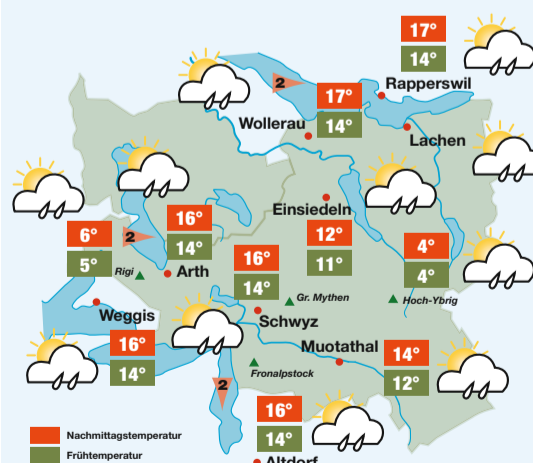 17°
14°
Rapperswil
2
17°
14°
Wollerau
Lachen
Einsiedeln
12°
11°
16°
14°
6°
5°
2
Rigi
Arth
16°
14°
4°
4°
Gr. Mythen
Hoch-Ybrig
Weggis
Schwyz
16°
14°
Muotathal
14°
12°
Fronalpstock
2
16°
14°
Altdorf
Nachmittagstemperatur
Frühtemperatur